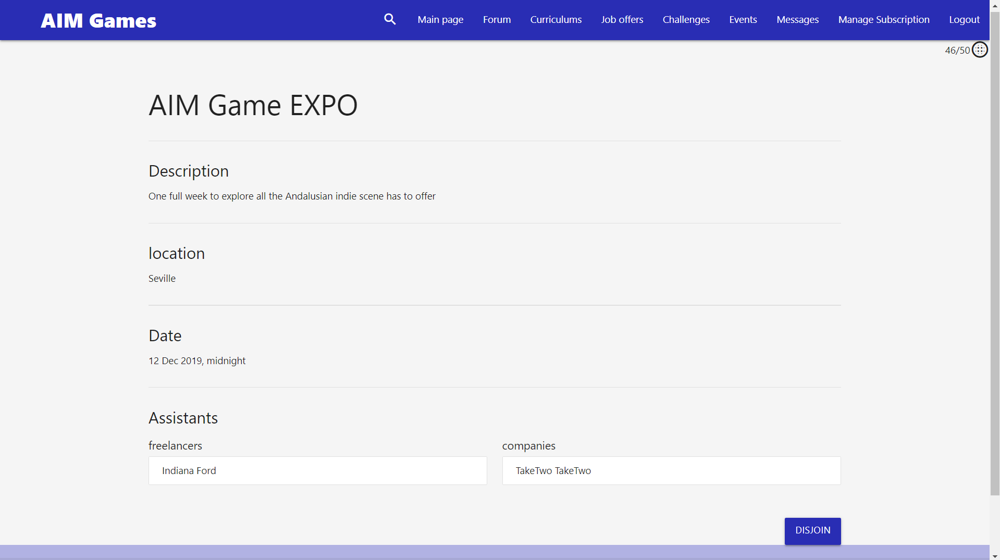 AIM Games
Main page Forum Curriculums Job offers Challenges Events Messages Manage Subscription Logout
46/50
AIM Game EXPO
Description
One full week to explore all the Andalusian indie scene has to offer
location
Seville
Date
12 Dec 2019, midnight
Assistants
freelancers
Indiana Ford
companies
TakeTwo TakeTwo
DISJOIN